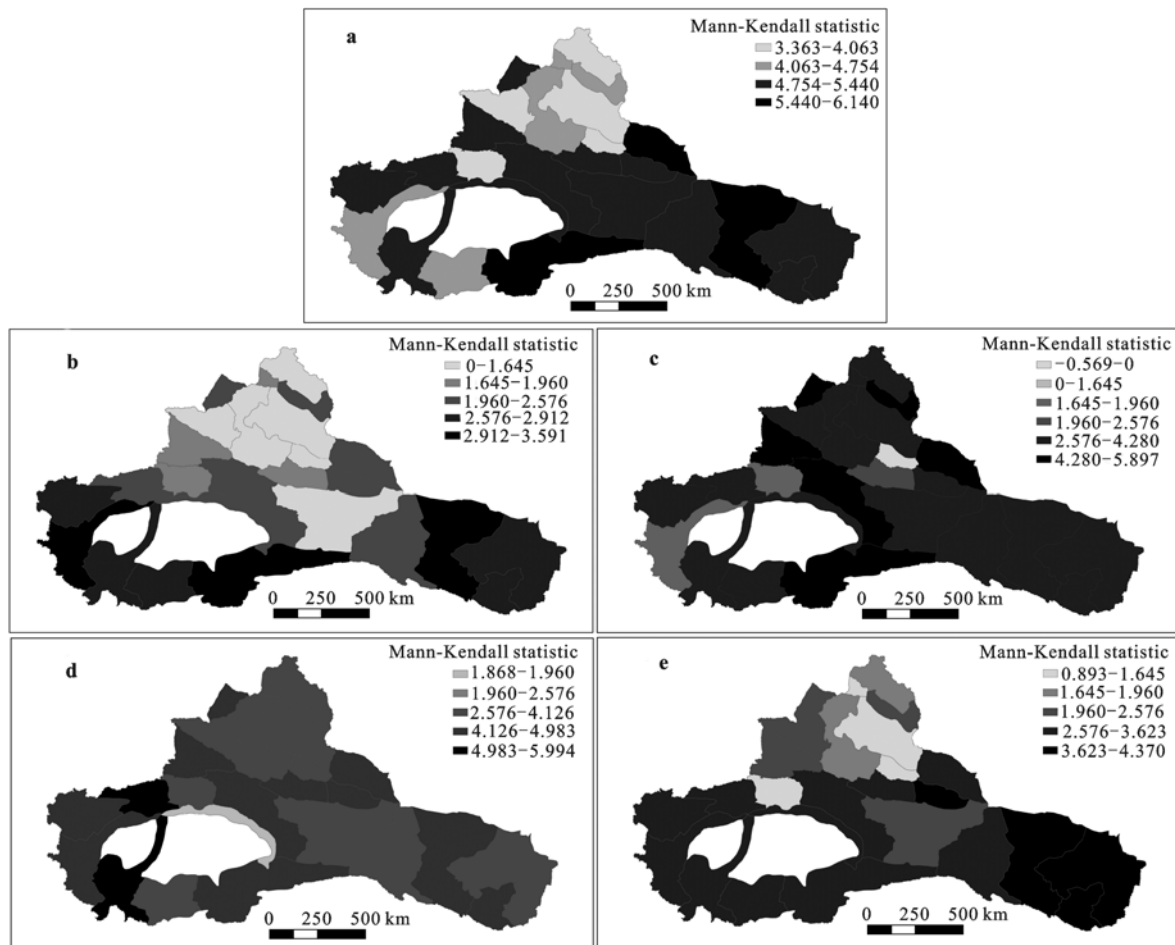 a
Mann-Kendall statistic
3.363−4.063
4.063−4.754
4.754−5.440
5.440−6.140
0 250 500 km
b
Mann-Kendall statistic
0−1.645
1.645−1.960
1.960−2.576
2.576−2.912
2.912−3.591
0 250 500 km
c
Mann-Kendall statistic
−0.569−0
0−1.645
1.645−1.960
1.960−2.576
2.576−4.280
4.280−5.897
0 250 500 km
d
Mann-Kendall statistic
1.868−1.960
1.960−2.576
2.576−4.126
4.126−4.983
4.983−5.994
0 250 500 km
e
Mann-Kendall statistic
0.893−1.645
1.645−1.960
1.960−2.576
2.576−3.623
3.623−4.370
0 250 500 km